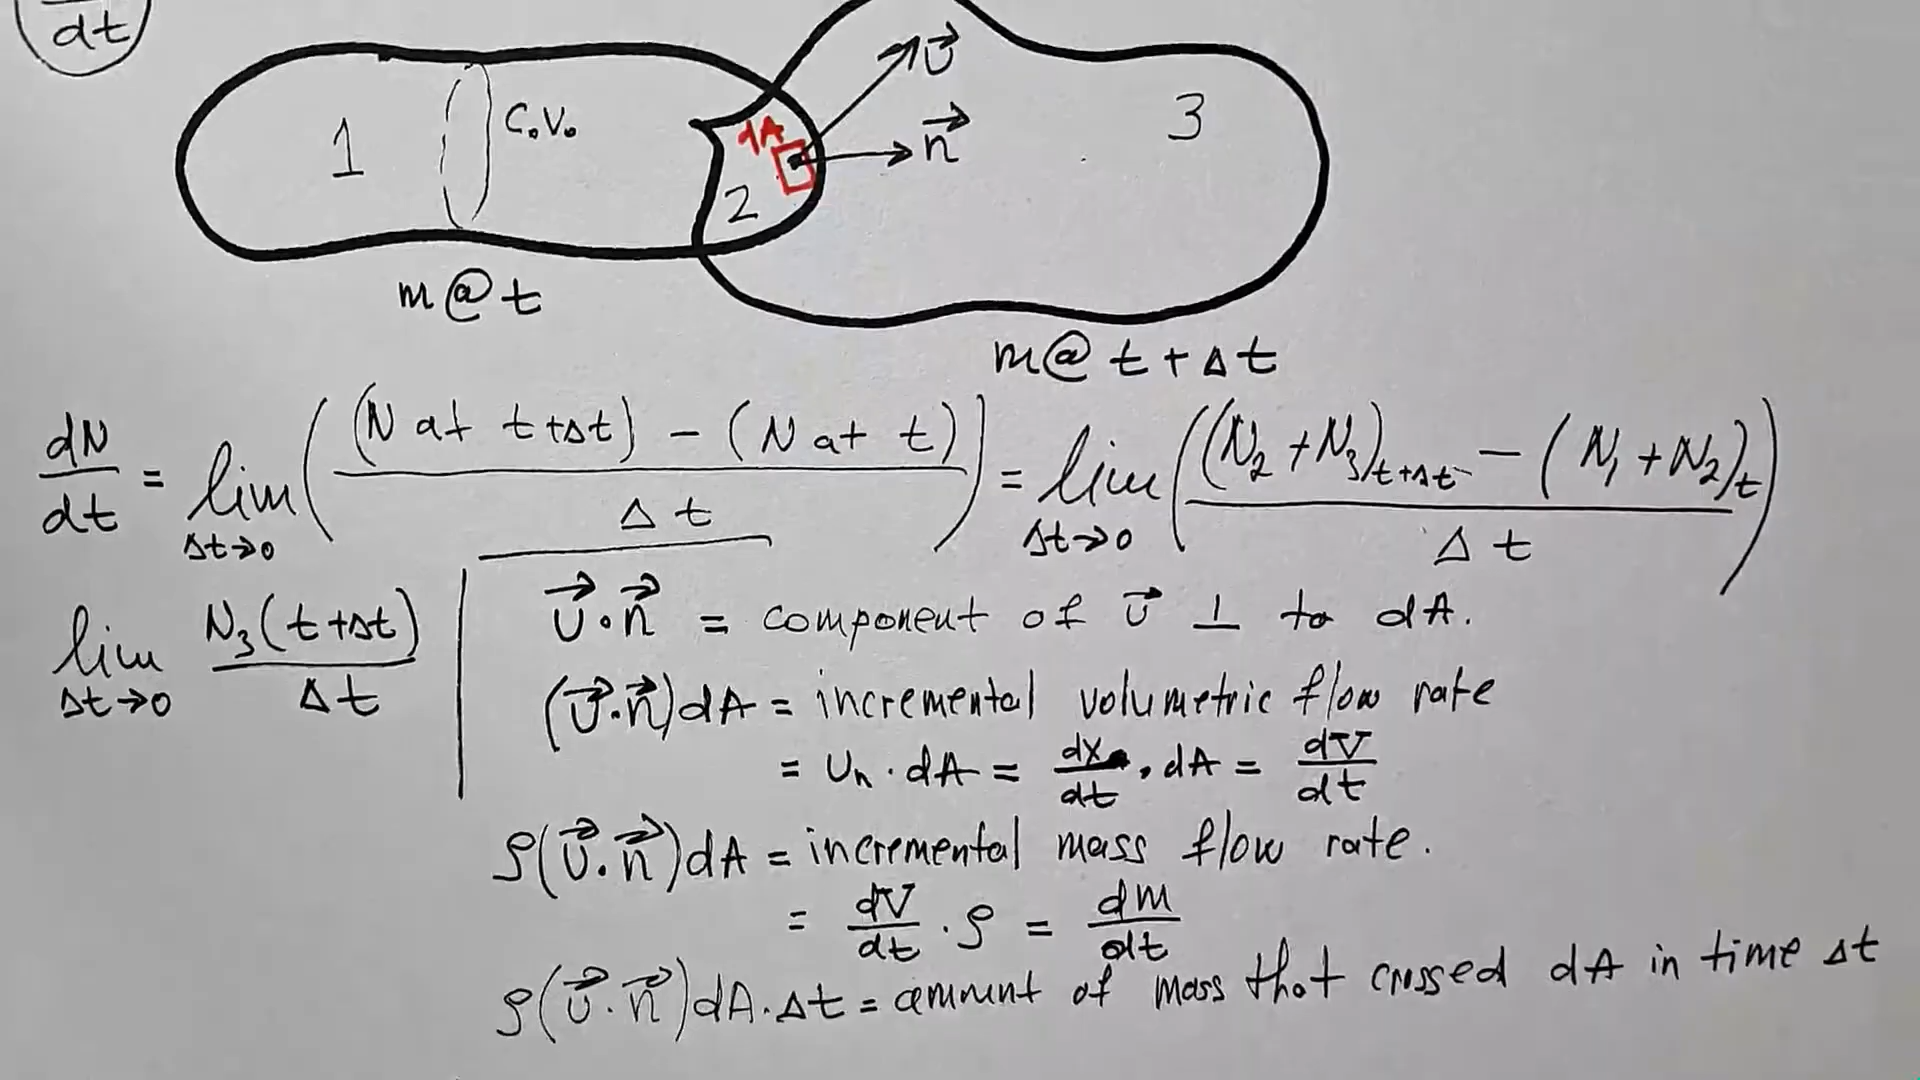 dt
1
C.V.
dA
2
v⃗
n⃗
3
m@t
m@ t+Δt
dN/dt = lim Δt→0 ((N at t+Δt) - (N at t) / Δt) = lim Δt→0 ((N₂+N₃)t+Δt - (N₁+N₂)t / Δt)
lim Δt→0 N₃(t+Δt) / Δt
v⃗·n⃗ = component of v⃗ ⊥ to dA.
(v⃗·n⃗)dA = incremental volumetric flow rate
= vn·dA = dx/dt · dA = dV/dt
ρ(v⃗·n⃗)dA = incremental mass flow rate.
= dV/dt · ρ = dm/dt
ρ(v⃗·n⃗)dA·Δt = amount of mass that crossed dA in time Δt